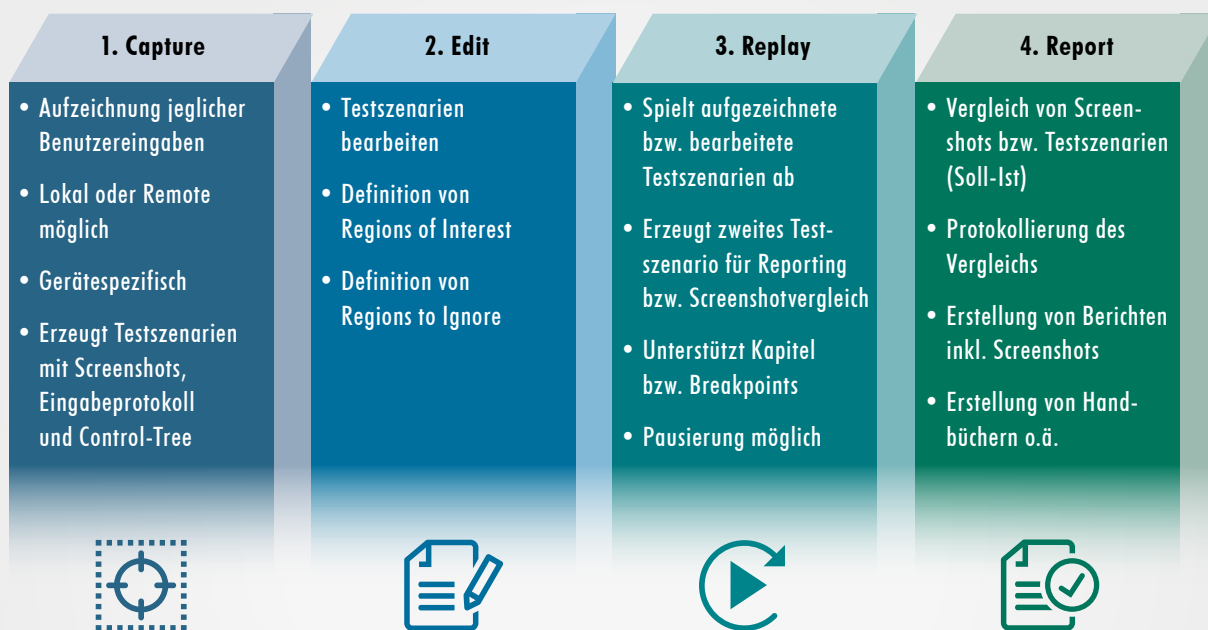 1. Capture
• Aufzeichnung jeglicher
Benutzereingaben
• Lokal oder Remote
möglich
• Gerätespezifisch
• Erzeugt Testszenarien
mit Screenshots,
Eingabeprotokoll
und Control-Tree
2. Edit
• Testszenarien
bearbeiten
• Definition von
Regions of Interest
• Definition von
Regions to Ignore
3. Replay
• Spielt aufgezeichnete
bzw. bearbeitete
Testszenarien ab
• Erzeugt zweites Test-
szenario für Reporting
bzw. Screenshotvergleich
• Unterstützt Kapitel
bzw. Breakpoints
• Pausierung möglich
4. Report
• Vergleich von Screen-
shots bzw. Testszenarien
(Soll-Ist)
• Protokollierung des
Vergleichs
• Erstellung von Berichten
inkl. Screenshots
• Erstellung von Hand-
büchern o.ä.